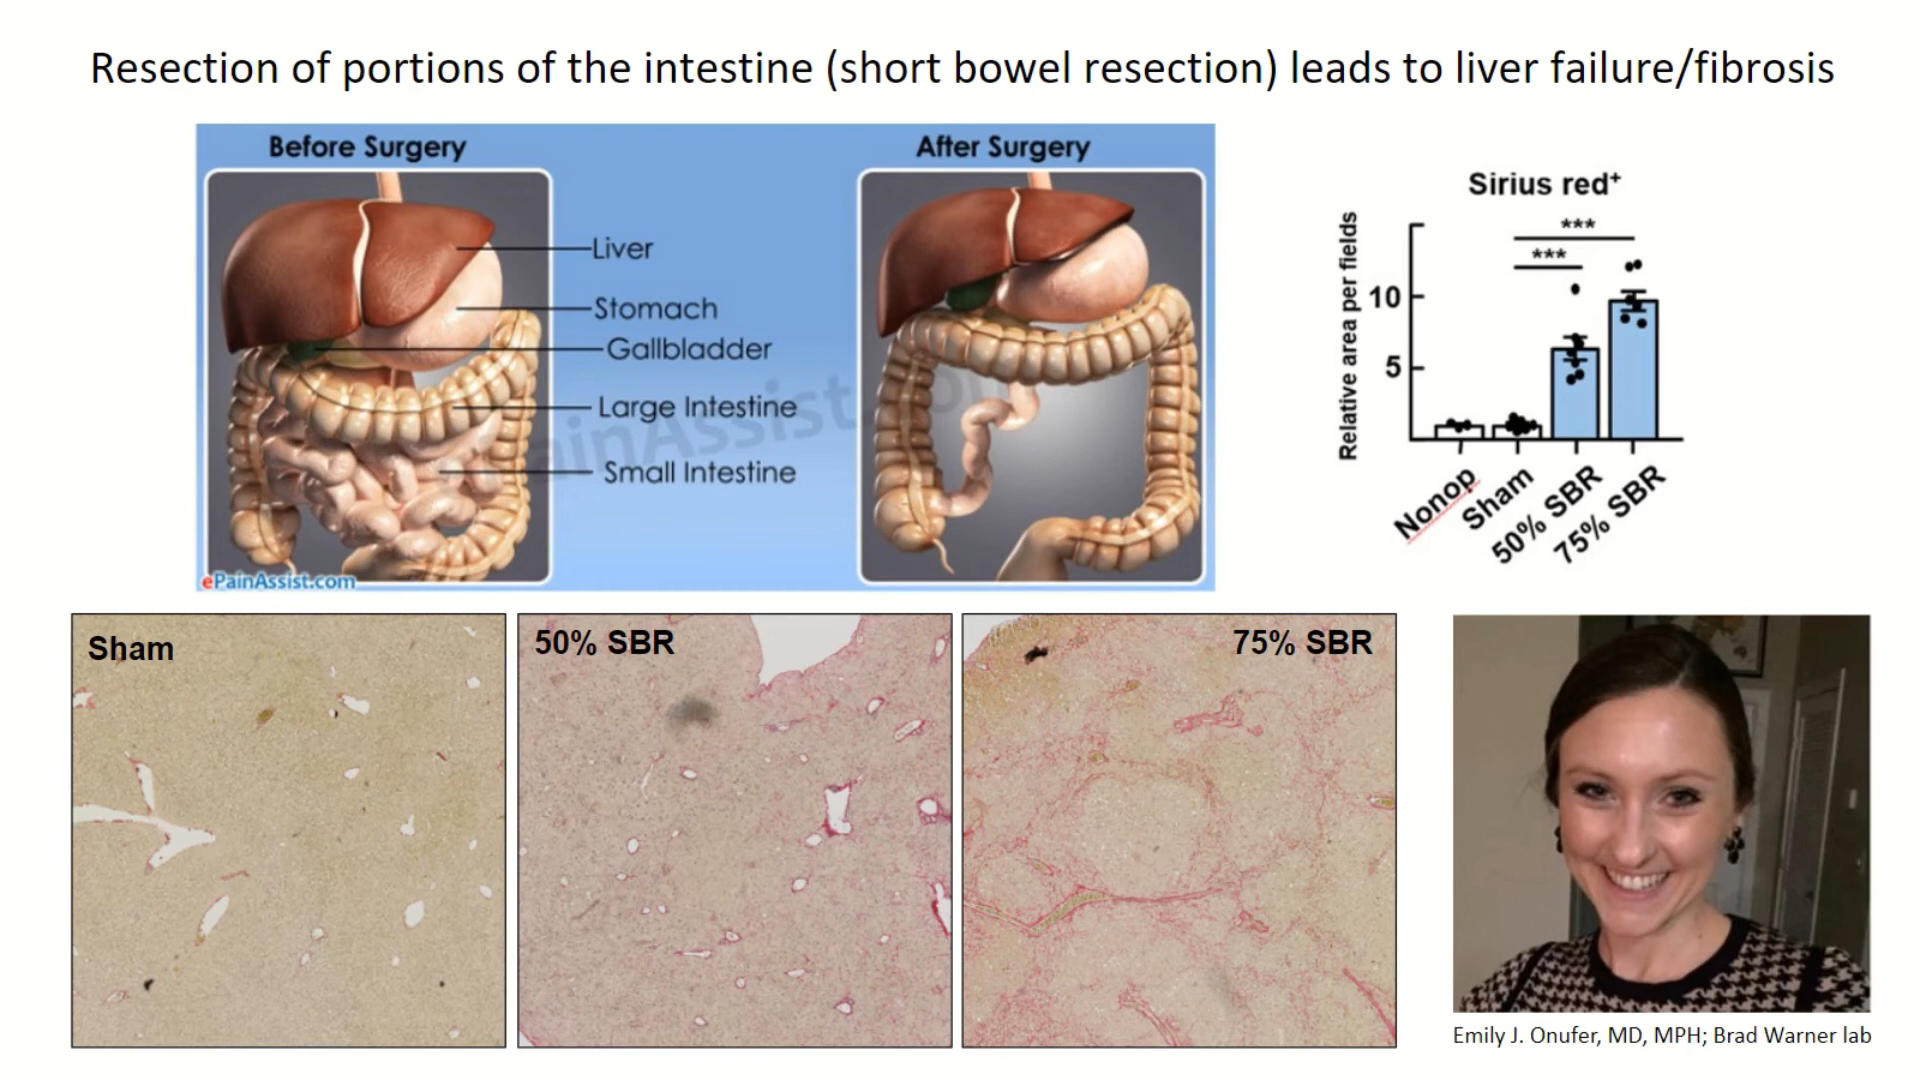 Resection of portions of the intestine (short bowel resection) leads to liver failure/fibrosis
Before Surgery
After Surgery
Liver
Stomach
Gallbladder
Large Intestine
Small Intestine
PainAssist.com
ePainAssist.com
Sirius red+
***
***
Relative area per fields
10
5
Nonop
Sham
50% SBR
75% SBR
Sham
50% SBR
75% SBR
Emily J. Onufer, MD, MPH; Brad Warner lab